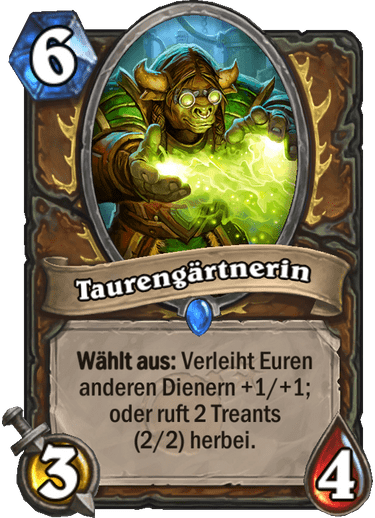 6
Taurengärtnerin
Wählt aus: Verleiht Euren
anderen Dienern +1/+1;
oder ruft 2 Treants
(2/2) herbei.
3
4